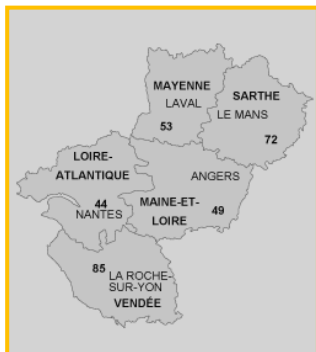 MAYENNE
LAVAL
53
SARTHE
LE MANS
72
LOIRE-
ATLANTIQUE
44
NANTES
ANGERS
MAINE-ET-
LOIRE
49
85
LA ROCHE-
SUR-YON
VENDÉE